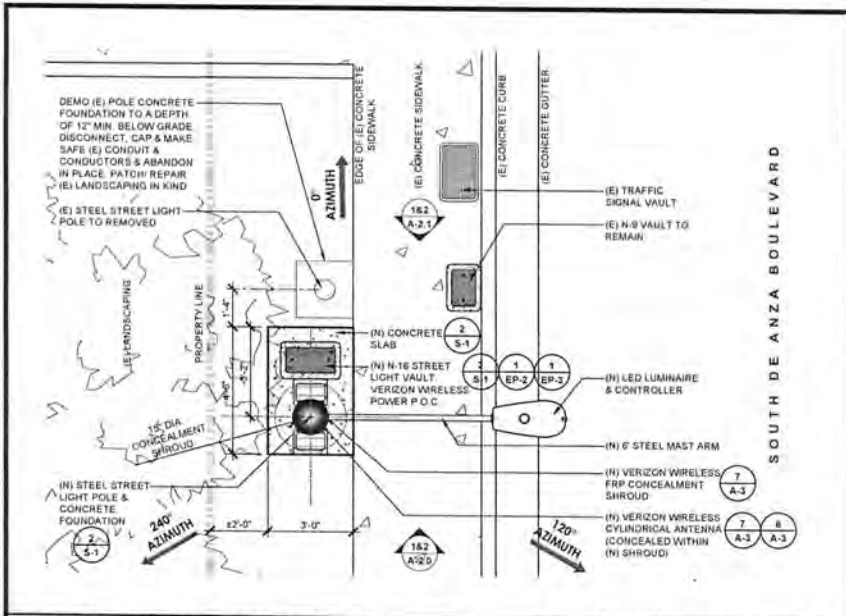 DEMO (E) POLE CONCRETE
FOUNDATION TO A DEPTH
OF 12" MIN. BELOW GRADE
DISCONNECT, CAP & MAKE
SAFE (E) CONDUIT &
CONDUCTORS & ABANDON
IN PLACE. PATCH/ REPAIR
(E) LANDSCAPING IN KIND
(E) STEEL STREET LIGHT
POLE TO REMOVED
(E) LANDSCAPING
PROPERTY LINE
15" DIA.
CONCEALMENT
SHROUD
(N) STEEL STREET
LIGHT POLE &
CONCRETE
FOUNDATION
2
S-1
240°
AZIMUTH
±2'-0"
3'-0"
1'-4"
3'-2"
0°
AZIMUTH
EDGE OF (E) CONCRETE
SIDEWALK
(E) CONCRETE SIDEWALK
(E) CONCRETE CURB
(E) CONCRETE GUTTER
1&2
A-2.1
(N) CONCRETE
SLAB
2
S-1
(N) N-16 STREET
LIGHT VAULT.
VERIZON WIRELESS
POWER P.O.C.
2
S-1
1
EP-2
1
EP-3
1&2
120°
AZIMUTH
(E) TRAFFIC
SIGNAL VAULT
(E) N-9 VAULT TO
REMAIN
(N) LED LUMINAIRE
& CONTROLLER
(N) 6' STEEL MAST ARM
(N) VERIZON WIRELESS
FRP CONCEALMENT
SHROUD
7
A-3
(N) VERIZON WIRELESS
CYLINDRICAL ANTENNA
(CONCEALED WITHIN
(N) SHROUD)
7
A-3
A-3
SOUTH DE ANZA BOULEVARD